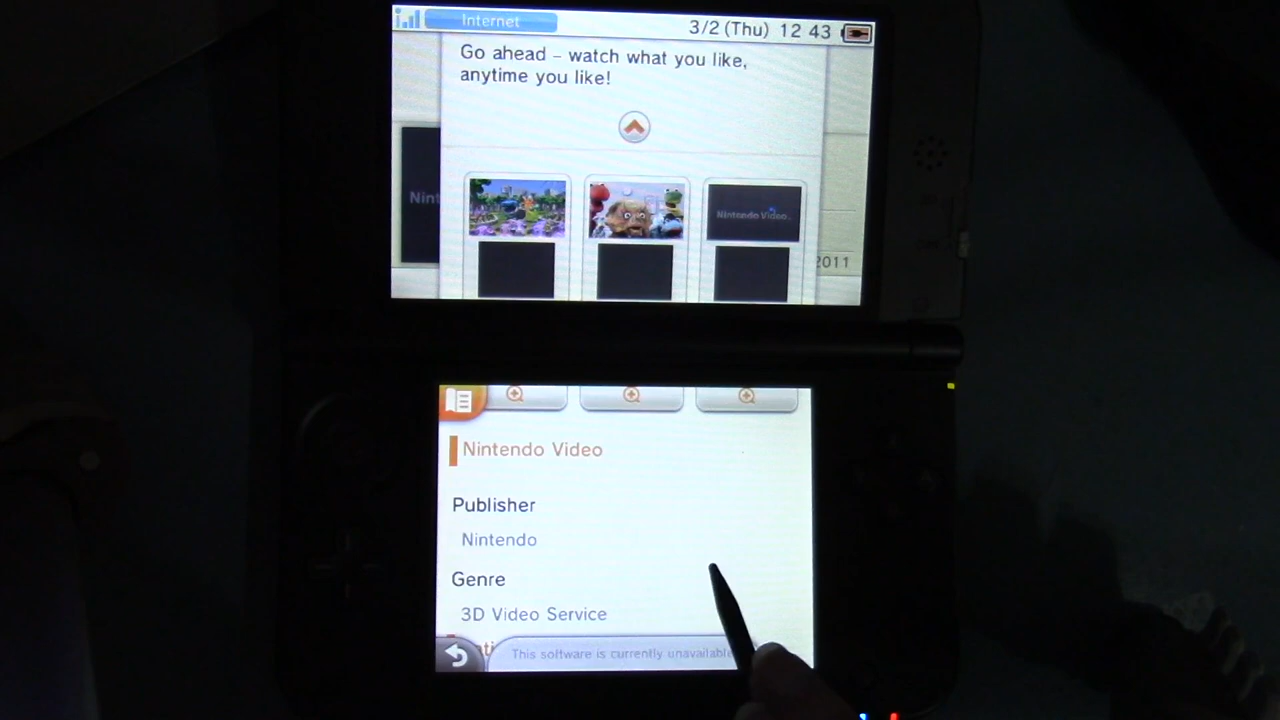 Internet
3/2 (Thu) 12 43
Go ahead – watch what you like,
anytime you like!
Nint
Nintendo Video
2011
Nintendo Video
Publisher
Nintendo
Genre
3D Video Service
This software is currently unavailabl